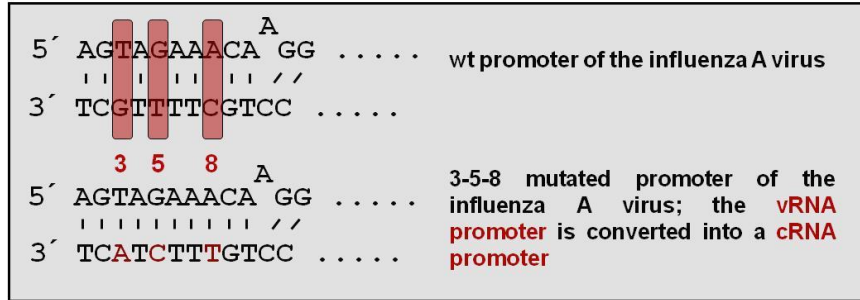 A
5´ AGTAGAAACA GG .....
wt promoter of the influenza A virus
3´ TCGTTTTCGTCC .....
3 5 8
A
5´ AGTAGAAACA GG .....
3´ TCATCTTTGTCC .....
3-5-8 mutated promoter of the
influenza A virus; the vRNA
promoter is converted into a cRNA
promoter